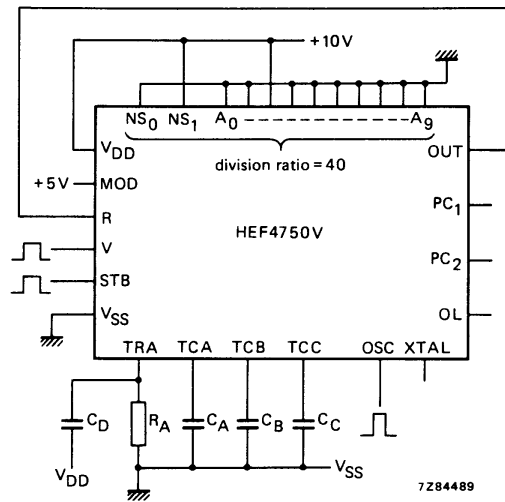 +10V
NS0 NS1 A0 A9
VDD
division ratio = 40
OUT
+5V MOD
R
HEF4750V
PC1
V
STB
PC2
VSS
OL
TRA TCA TCB TCC OSC XTAL
CD RA CA CB CC
VDD
VSS
7Z84489